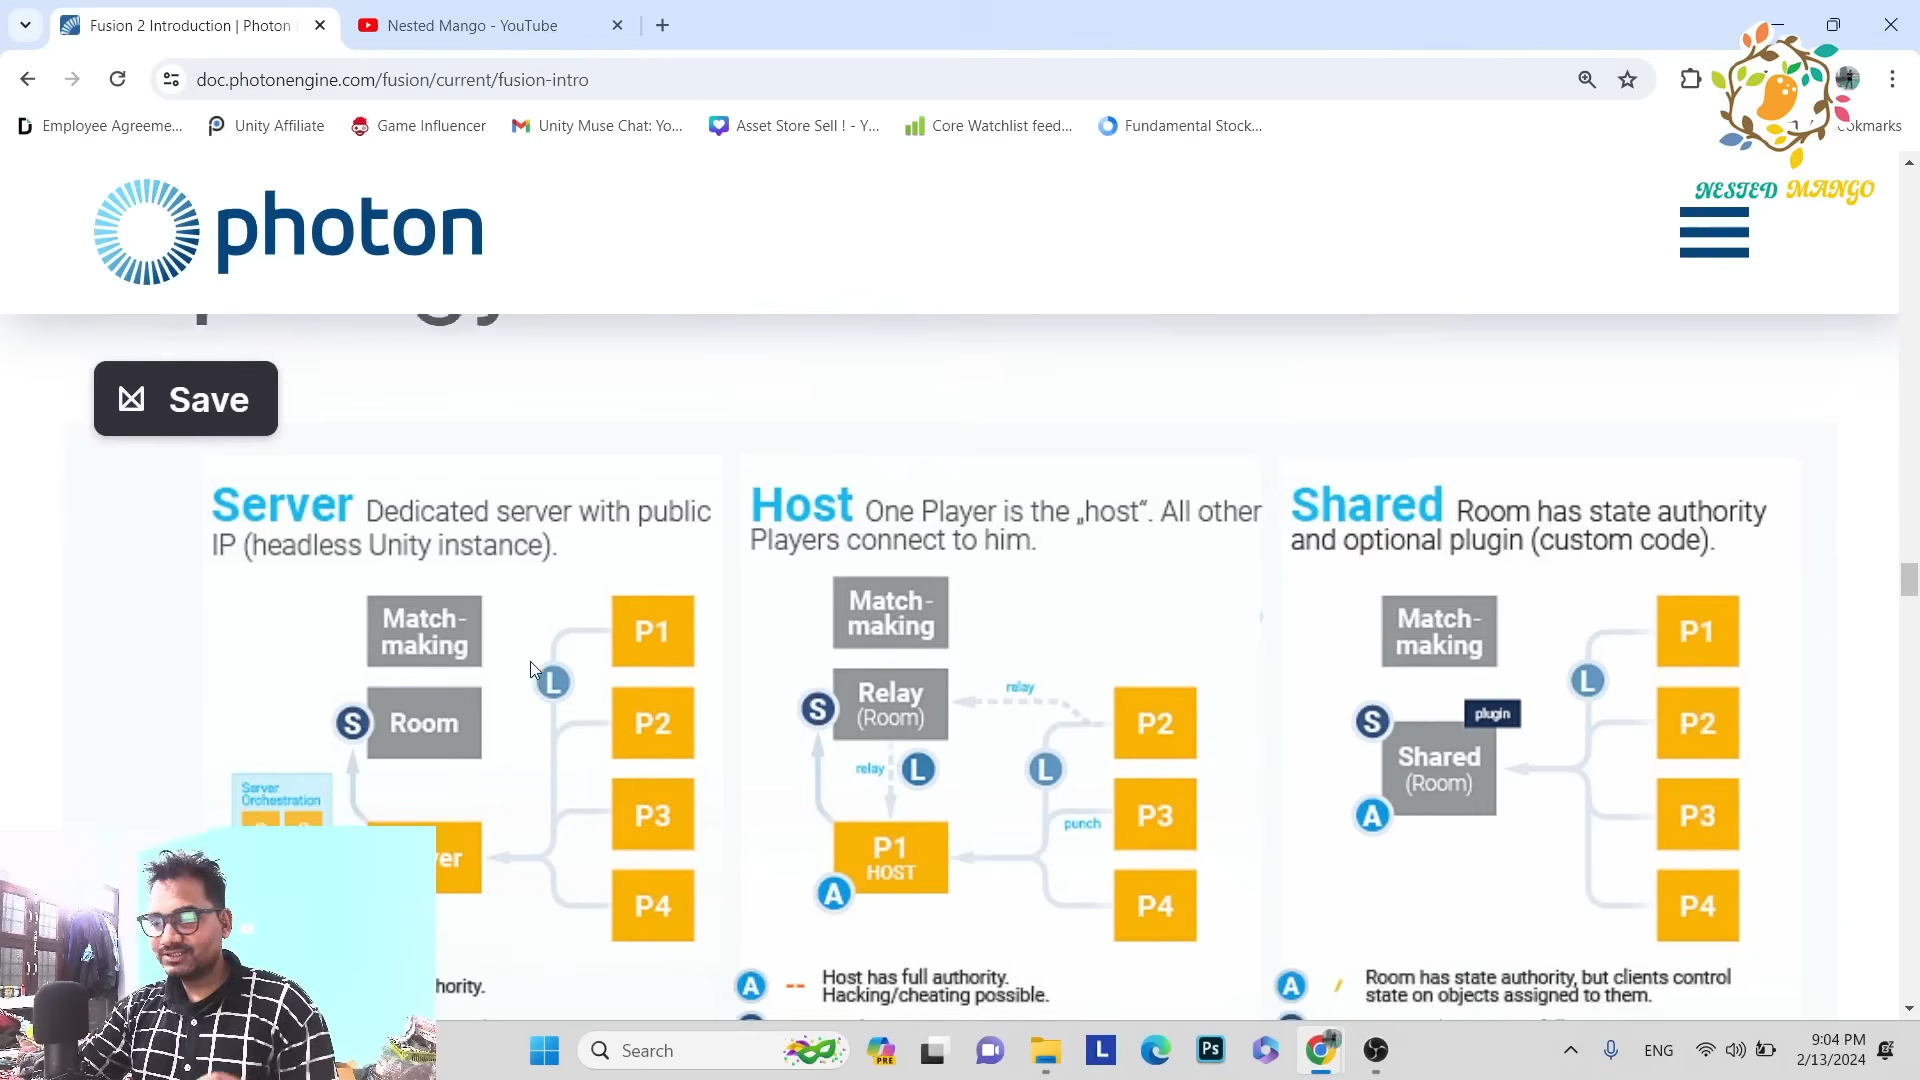 Fusion 2 Introduction | Photon
Nested Mango - YouTube
doc.photonengine.com/fusion/current/fusion-intro
Employee Agreeme...
Unity Affiliate
Game Influencer
Unity Muse Chat: Yo...
Asset Store Sell ! - Y...
Core Watchlist feed...
Fundamental Stock...
okmarks
NESTED MANGO
photon
Save
Server Dedicated server with public
IP (headless Unity instance).
Match-
making
S
Room
L
P1
P2
P3
P4
Server
Orchestration
ver
hority.
Host One Player is the „host“. All other
Players connect to him.
Match-
making
S
Relay
(Room)
relay
relay
L
L
punch
P1
HOST
A
P2
P3
P4
A -- Host has full authority.
Hacking/cheating possible.
Shared Room has state authority
and optional plugin (custom code).
Match-
making
S
plugin
Shared
(Room)
A
L
P1
P2
P3
P4
A / Room has state authority, but clients control
state on objects assigned to them.
Search
PRE
L
Ps
ENG
9:04 PM
2/13/2024